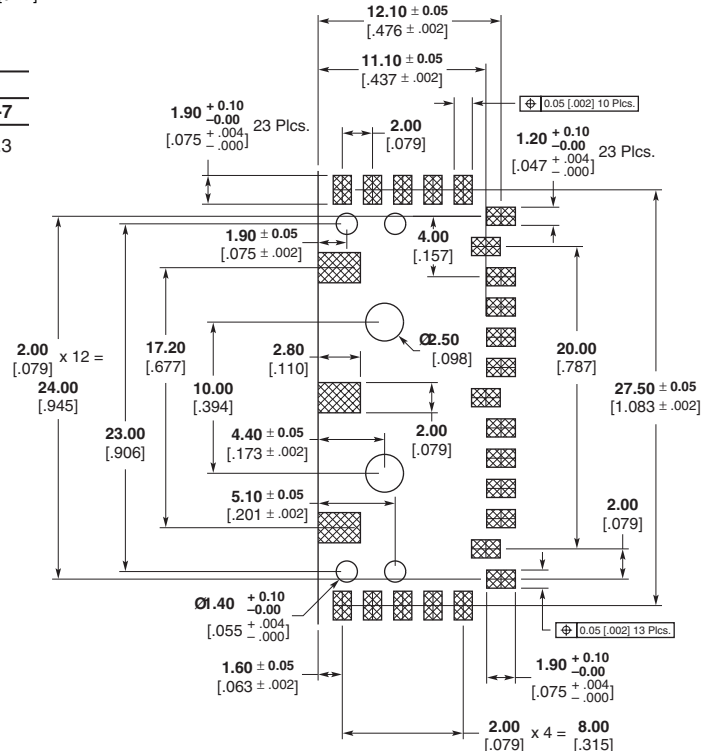 12.10 ± 0.05
[.476 ± .002]
11.10 ± 0.05
[.437 ± .002]
-7
3
1.90 + 0.10 −0.00
[.075 + .004 − .000] 23 Plcs.
2.00
[.079]
⌖ 0.05 [.002] 10 Plcs.
1.20 + 0.10 −0.00
[.047 + .004 − .000] 23 Plcs.
1.90 ± 0.05
[.075 ± .002]
4.00
[.157]
2.00
[.079] x 12 =
24.00
[.945]
17.20
[.677]
2.80
[.110]
Ø2.50
[.098]
20.00
[.787]
10.00
[.394]
27.50 ± 0.05
[1.083 ± .002]
23.00
[.906]
4.40 ± 0.05
[.173 ± .002]
2.00
[.079]
5.10 ± 0.05
[.201 ± .002]
2.00
[.079]
Ø1.40 + 0.10 −0.00
[.055 + .004 − .000]
⌖ 0.05 [.002] 13 Plcs.
1.60 ± 0.05
[.063 ± .002]
1.90 + 0.10 −0.00
[.075 + .004 − .000]
2.00 x 4 = 8.00
[.079] [.315]